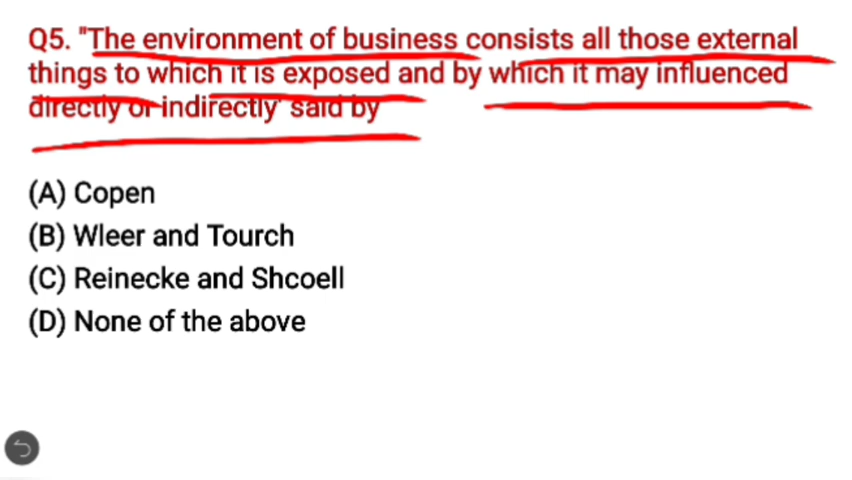 Q5. "The environment of business consists all those external
things to which it is exposed and by which it may influenced
directly or indirectly' said by
(A) Copen
(B) Wleer and Tourch
(C) Reinecke and Shcoell
(D) None of the above